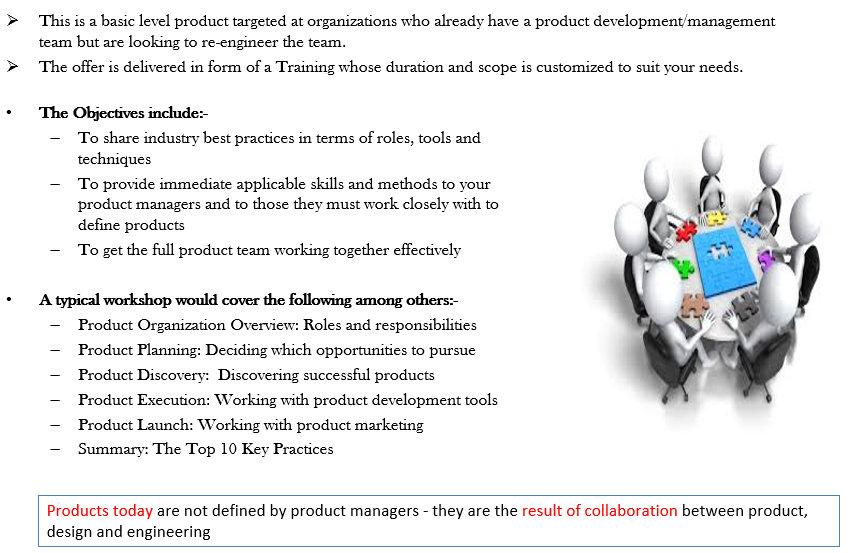 ➢ This is a basic level product targeted at organizations who already have a product development/management
team but are looking to re-engineer the team.
➢ The offer is delivered in form of a Training whose duration and scope is customized to suit your needs.
• The Objectives include:-
– To share industry best practices in terms of roles, tools and
techniques
– To provide immediate applicable skills and methods to your
product managers and to those they must work closely with to
define products
– To get the full product team working together effectively
• A typical workshop would cover the following among others:-
– Product Organization Overview: Roles and responsibilities
– Product Planning: Deciding which opportunities to pursue
– Product Discovery: Discovering successful products
– Product Execution: Working with product development tools
– Product Launch: Working with product marketing
– Summary: The Top 10 Key Practices
Products today are not defined by product managers - they are the result of collaboration between product,
design and engineering